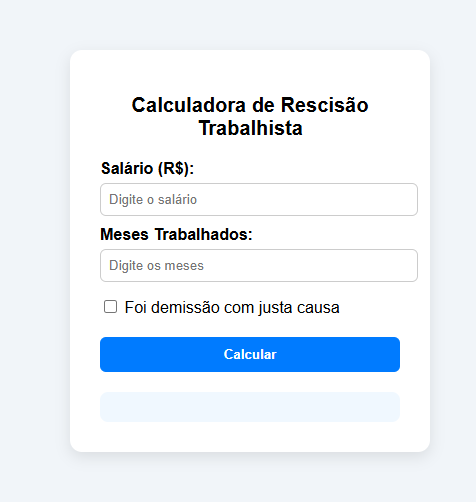 Calculadora de Rescisão
Trabalhista
Salário (R$):
Digite o salário
Meses Trabalhados:
Digite os meses
Foi demissão com justa causa
Calcular